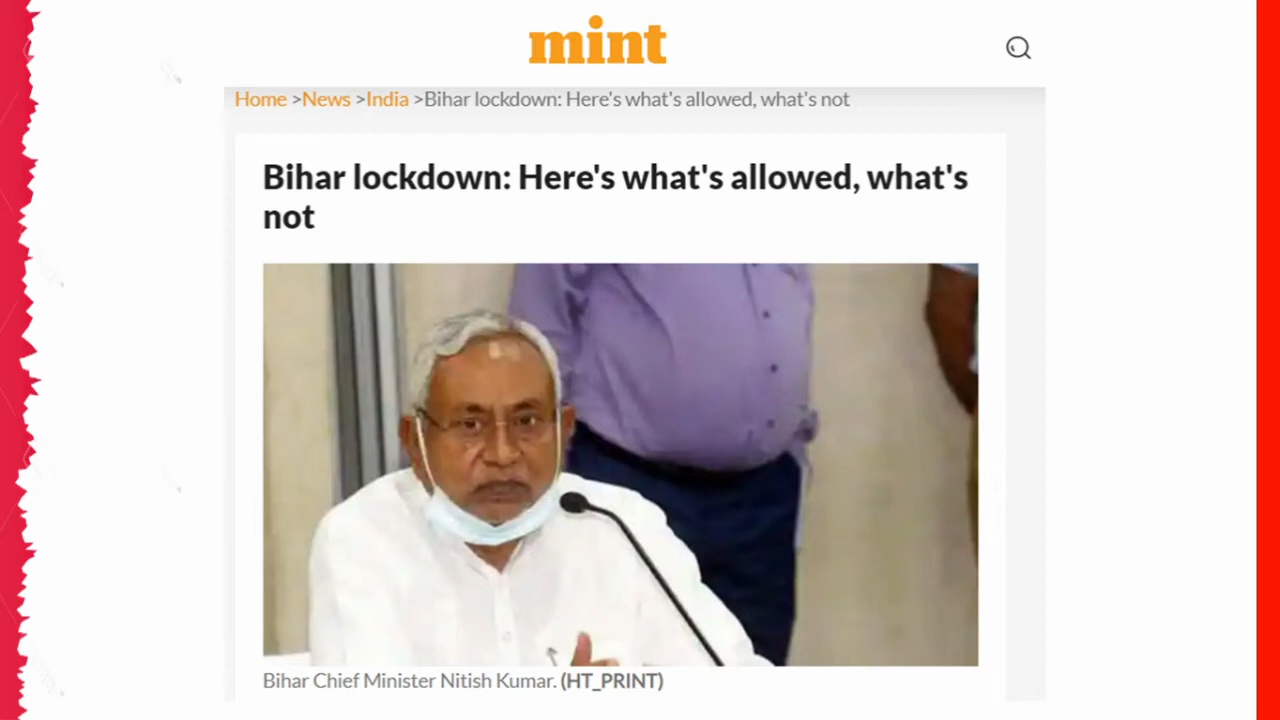 mint
Home >News >India >Bihar lockdown: Here's what's allowed, what's not
Bihar lockdown: Here's what's allowed, what's
not
Bihar Chief Minister Nitish Kumar. (HT_PRINT)